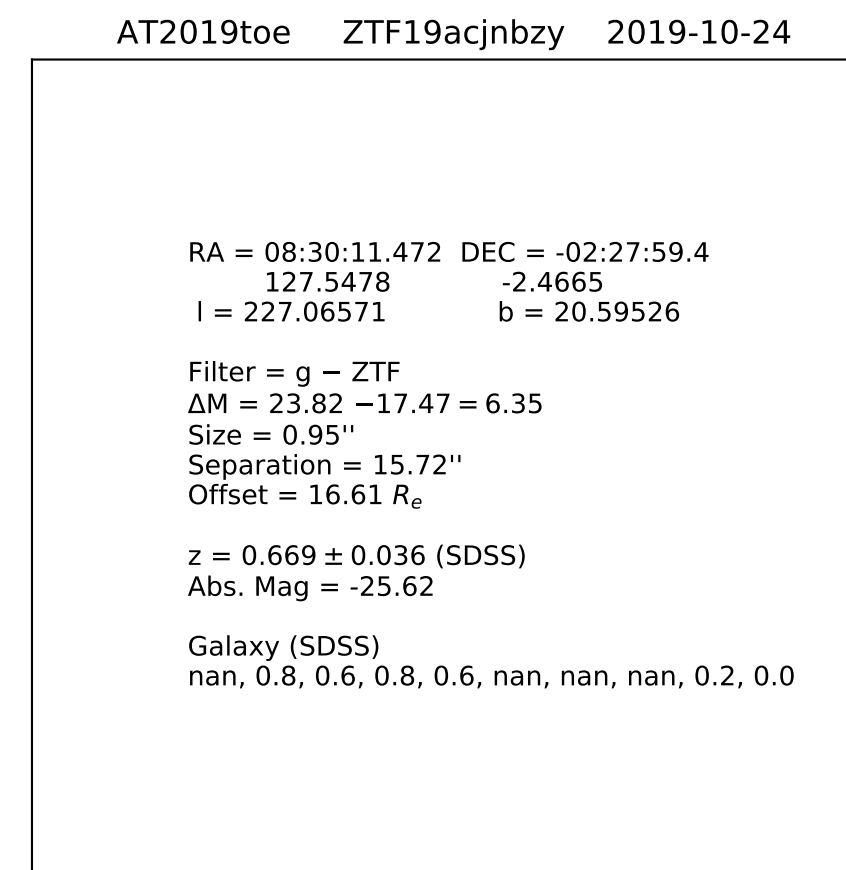 AT2019toe ZTF19acjnbzy 2019-10-24
RA = 08:30:11.472 DEC = -02:27:59.4
127.5478 -2.4665
l = 227.06571 b = 20.59526
Filter = g − ZTF
ΔM = 23.82 −17.47 = 6.35
Size = 0.95''
Separation = 15.72''
Offset = 16.61 Rₑ
z = 0.669 ± 0.036 (SDSS)
Abs. Mag = -25.62
Galaxy (SDSS)
nan, 0.8, 0.6, 0.8, 0.6, nan, nan, nan, 0.2, 0.0